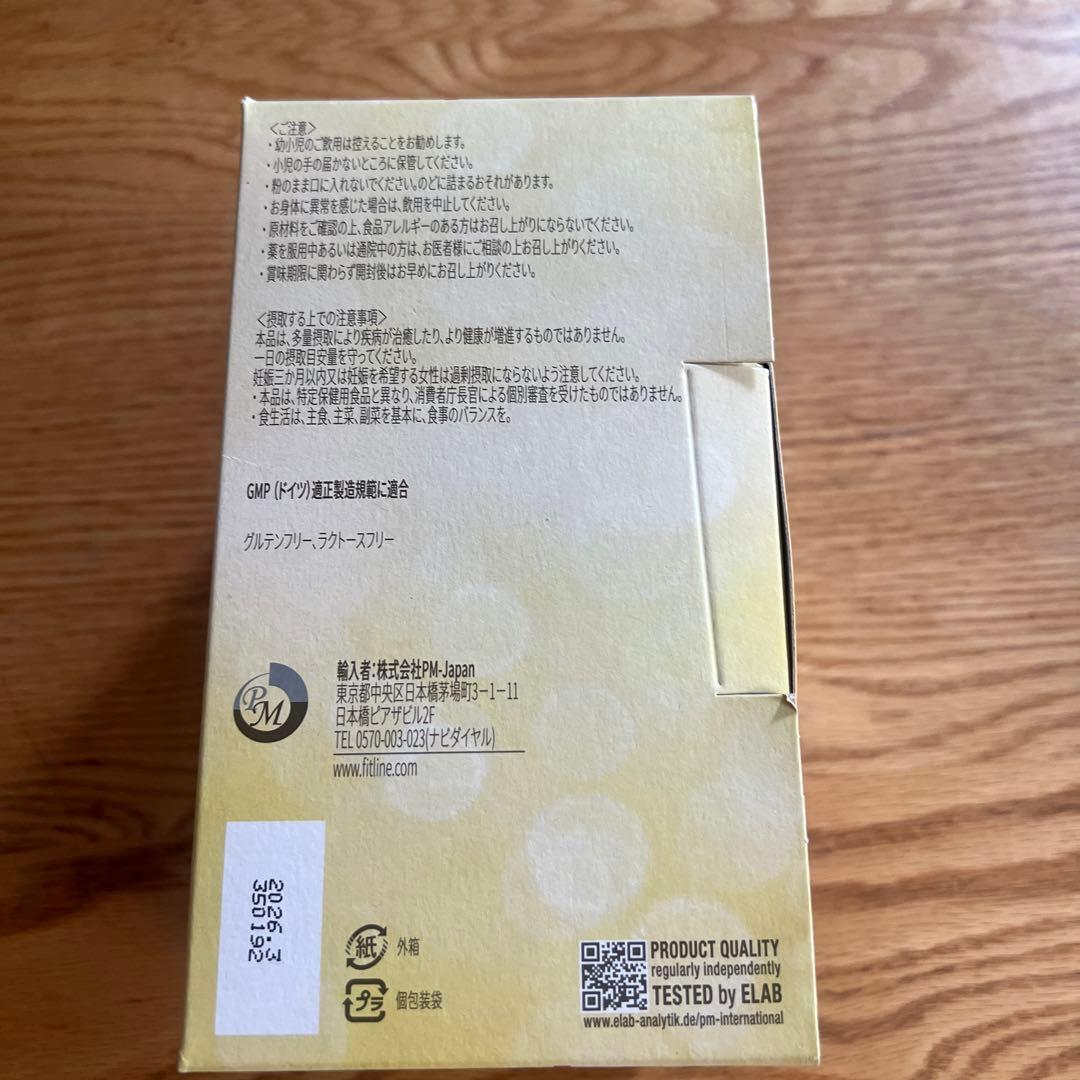 〈ご注意〉
・幼小児のご飲用は控えることをお勧めします。
・小児の手の届かないところに保管してください。
・粉のまま口に入れないでください。のどに詰まるおそれがあります。
・お身体に異常を感じた場合は、飲用を中止してください。
・原材料をご確認の上、食品アレルギーのある方はお召し上がりにならないでください。
・薬を服用中あるいは通院中の方は、お医者様にご相談の上お召し上がりください。
・賞味期限に関わらず開封後はお早めにお召し上がりください。
〈摂取する上での注意事項〉
本品は、多量摂取により疾病が治癒したり、より健康が増進するものではありません。
一日の摂取目安量を守ってください。
妊娠三か月以内又は妊娠を希望する女性は過剰摂取にならないよう注意してください。
・本品は、特定保健用食品と異なり、消費者庁長官による個別審査を受けたものではありません。
・食生活は、主食、主菜、副菜を基本に、食事のバランスを。
GMP（ドイツ）適正製造規範に適合
グルテンフリー、ラクトースフリー
PM
輸入者：株式会社PM-Japan
東京都中央区日本橋茅場町3−1−11
日本橋ピアザビル2F
TEL 0570-003-023(ナビダイヤル)
www.fitline.com
2026.3
350192
紙 外箱
プラ 個包装袋
PRODUCT QUALITY
regularly independently
TESTED by ELAB
www.elab-analytik.de/pm-international